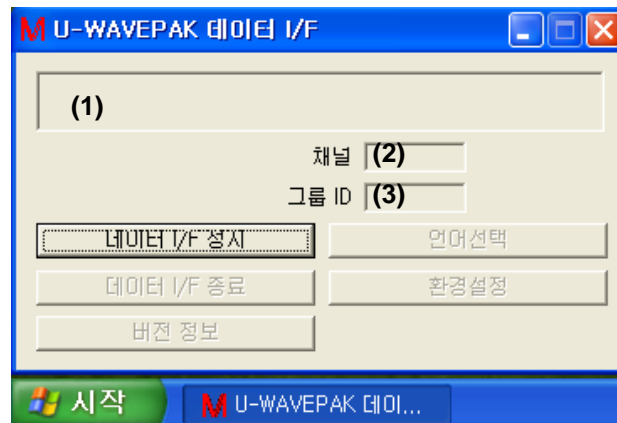 M U-WAVEPAK 데이터 I/F
(1)
채널 (2)
그룹 ID (3)
데이터 I/F 정지 언어선택
데이터 I/F 종료 환경설정
버전 정보
시작 M U-WAVEPAK 데이...